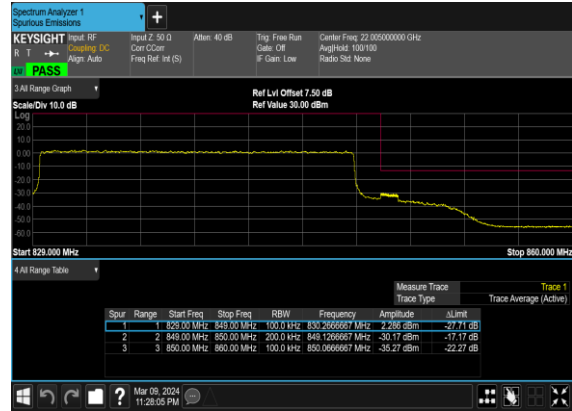 Spectrum Analyzer 1
Spurious Emissions
KEYSIGHT Input: RF Input Z: 50 Ω Atten: 40 dB Trig: Free Run Center Freq: 22.005000000 GHz
R T Coupling: DC Corr CCorr Gate: Off Avg|Hold: 100/100
Align: Auto Freq Ref: Int (S) IF Gain: Low Radio Std: None
LM PASS
3 All Range Graph Ref Lvl Offset 7.50 dB
Scale/Div 10.0 dB Ref Value 30.00 dBm
Log
20.0
10.0
0.00
-10.0
-20.0
-30.0
-40.0
-50.0
-60.0
Start 829.000 MHz Stop 860.000 MHz
4 All Range Table
Measure Trace Trace 1
Trace Type Trace Average (Active)
Spur Range Start Freq Stop Freq RBW Frequency Amplitude ΔLimit
1 1 829.00 MHz 849.00 MHz 100.0 kHz 830.2666667 MHz 2.286 dBm -27.71 dB
2 2 849.00 MHz 850.00 MHz 200.0 kHz 849.1266667 MHz -30.17 dBm -17.17 dB
3 3 850.00 MHz 860.00 MHz 100.0 kHz 850.0666667 MHz -35.27 dBm -22.27 dB
Mar 09, 2024
11:28:05 PM